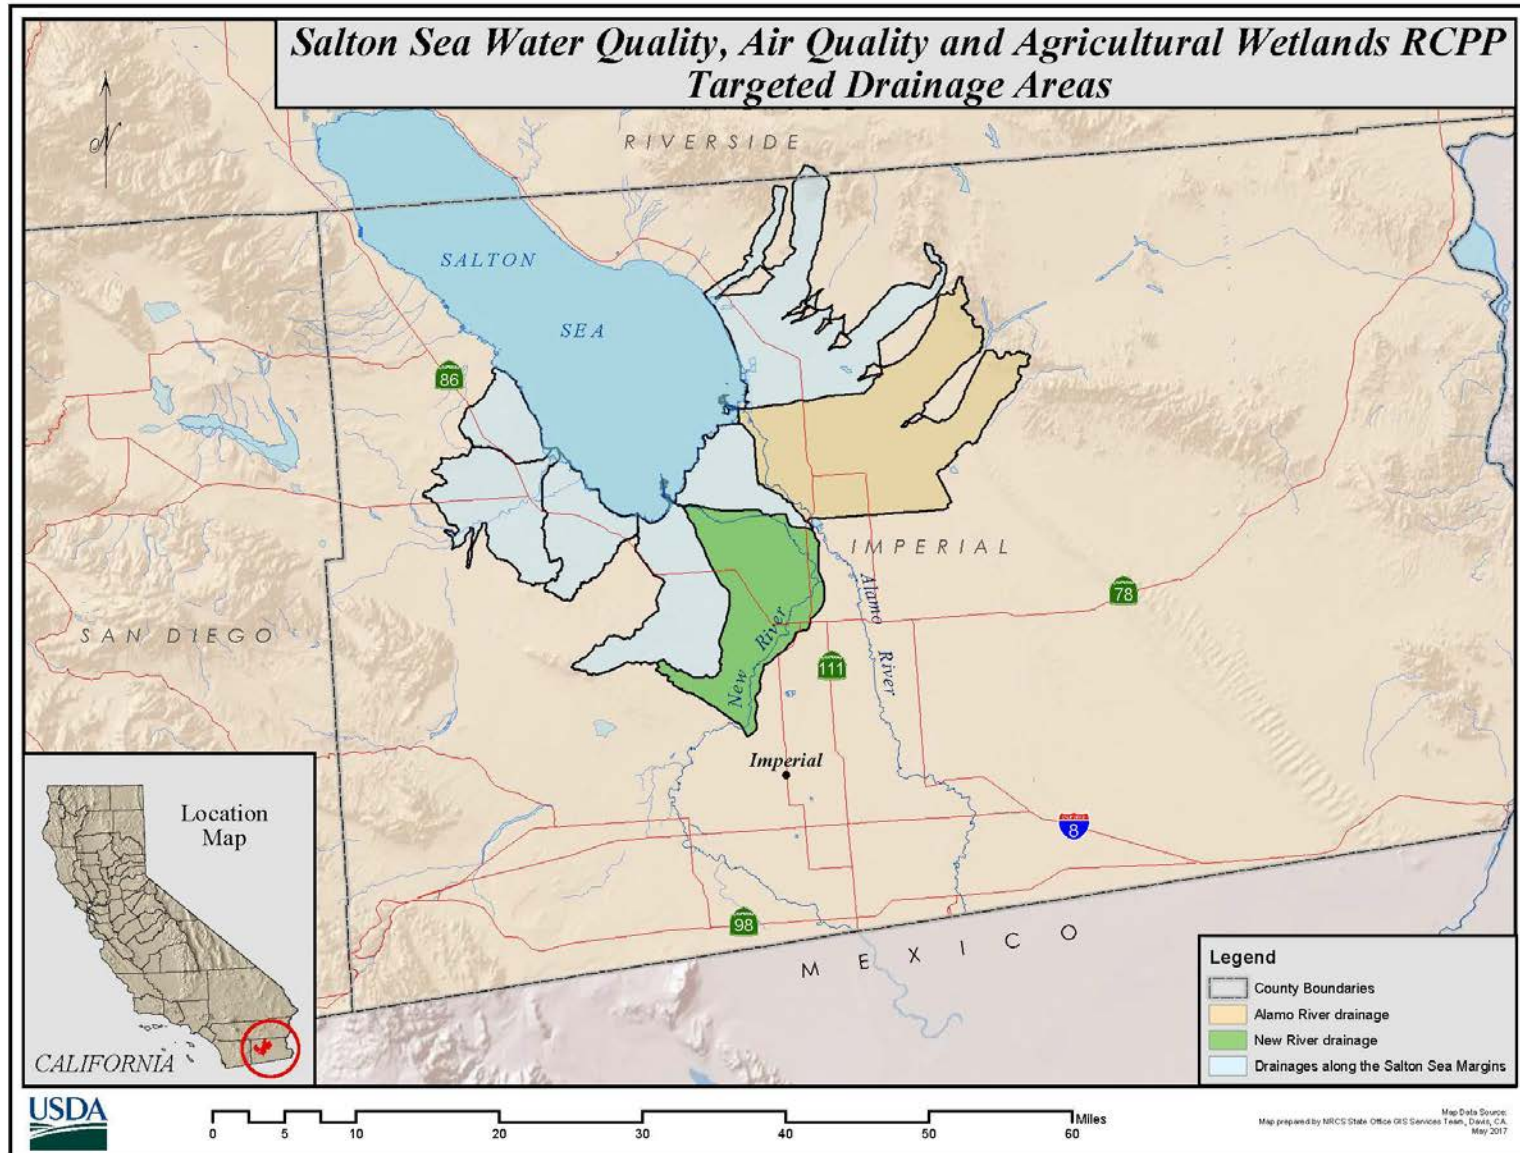 Salton Sea Water Quality, Air Quality and Agricultural Wetlands RCPP
Targeted Drainage Areas
N
RIVERSIDE
SALTON
SEA
86
IMPERIAL
Alamo
River
78
SAN DIEGO
New
River
111
Imperial
8
98
MEXICO
Location
Map
CALIFORNIA
Legend
County Boundaries
Alamo River drainage
New River drainage
Drainages along the Salton Sea Margins
USDA
0 5 10 20 30 40 50 60
Miles
Map Data Source:
Map prepared by NRCS State Office GIS Services Team, Davis, CA.
May 2017